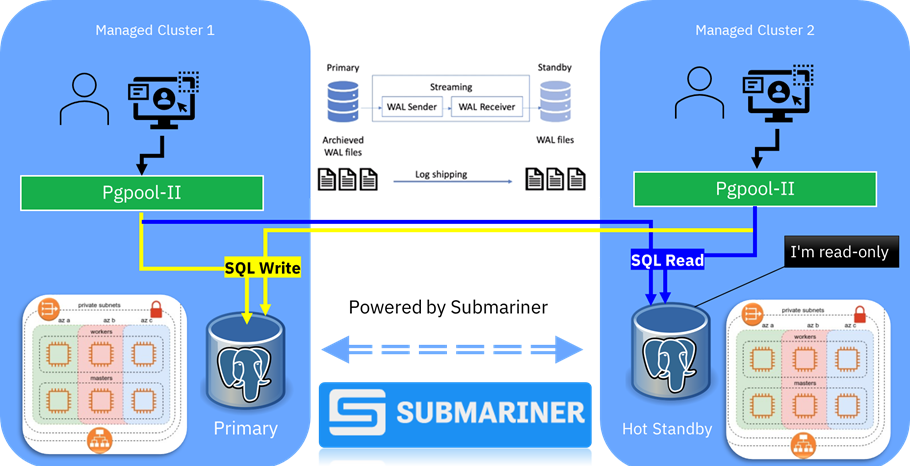 Managed Cluster 1
Managed Cluster 2
Primary
Standby
Streaming
WAL Sender
WAL Receiver
Archieved
WAL files
WAL files
Log shipping
Pgpool-II
Pgpool-II
SQL Write
SQL Read
I'm read-only
private subnets
az a
az b
az c
workers
masters
Powered by Submariner
private subnets
az a
az b
az c
workers
masters
SUBMARINER
Primary
Hot Standby